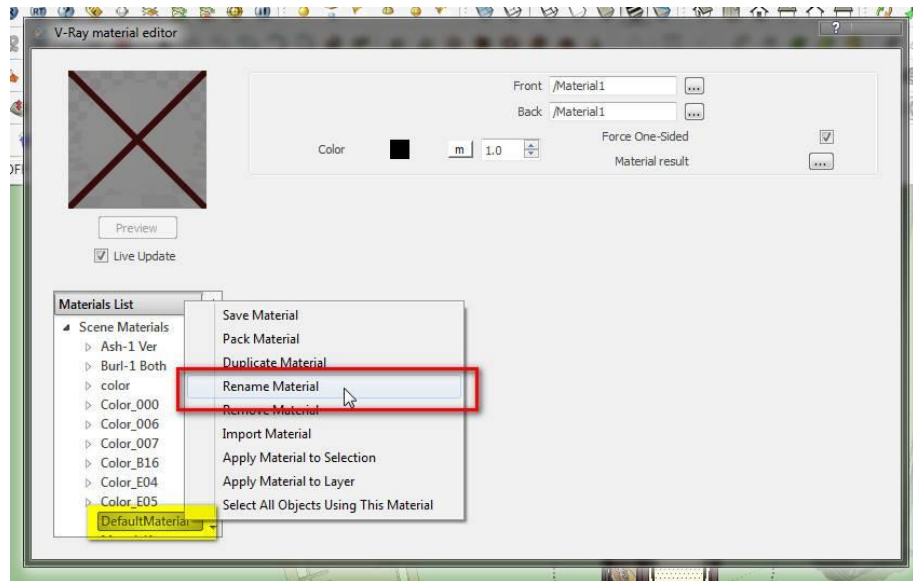 V-Ray material editor
?
Front /Material1 ...
Back /Material1 ...
Color m 1.0 Force One-Sided
Material result ...
Preview
Live Update
Materials List
Scene Materials
Ash-1 Ver
Burl-1 Both
color
Color_000
Color_006
Color_007
Color_B16
Color_E04
Color_E05
DefaultMaterial
Save Material
Pack Material
Duplicate Material
Rename Material
Remove Material
Import Material
Apply Material to Selection
Apply Material to Layer
Select All Objects Using This Material